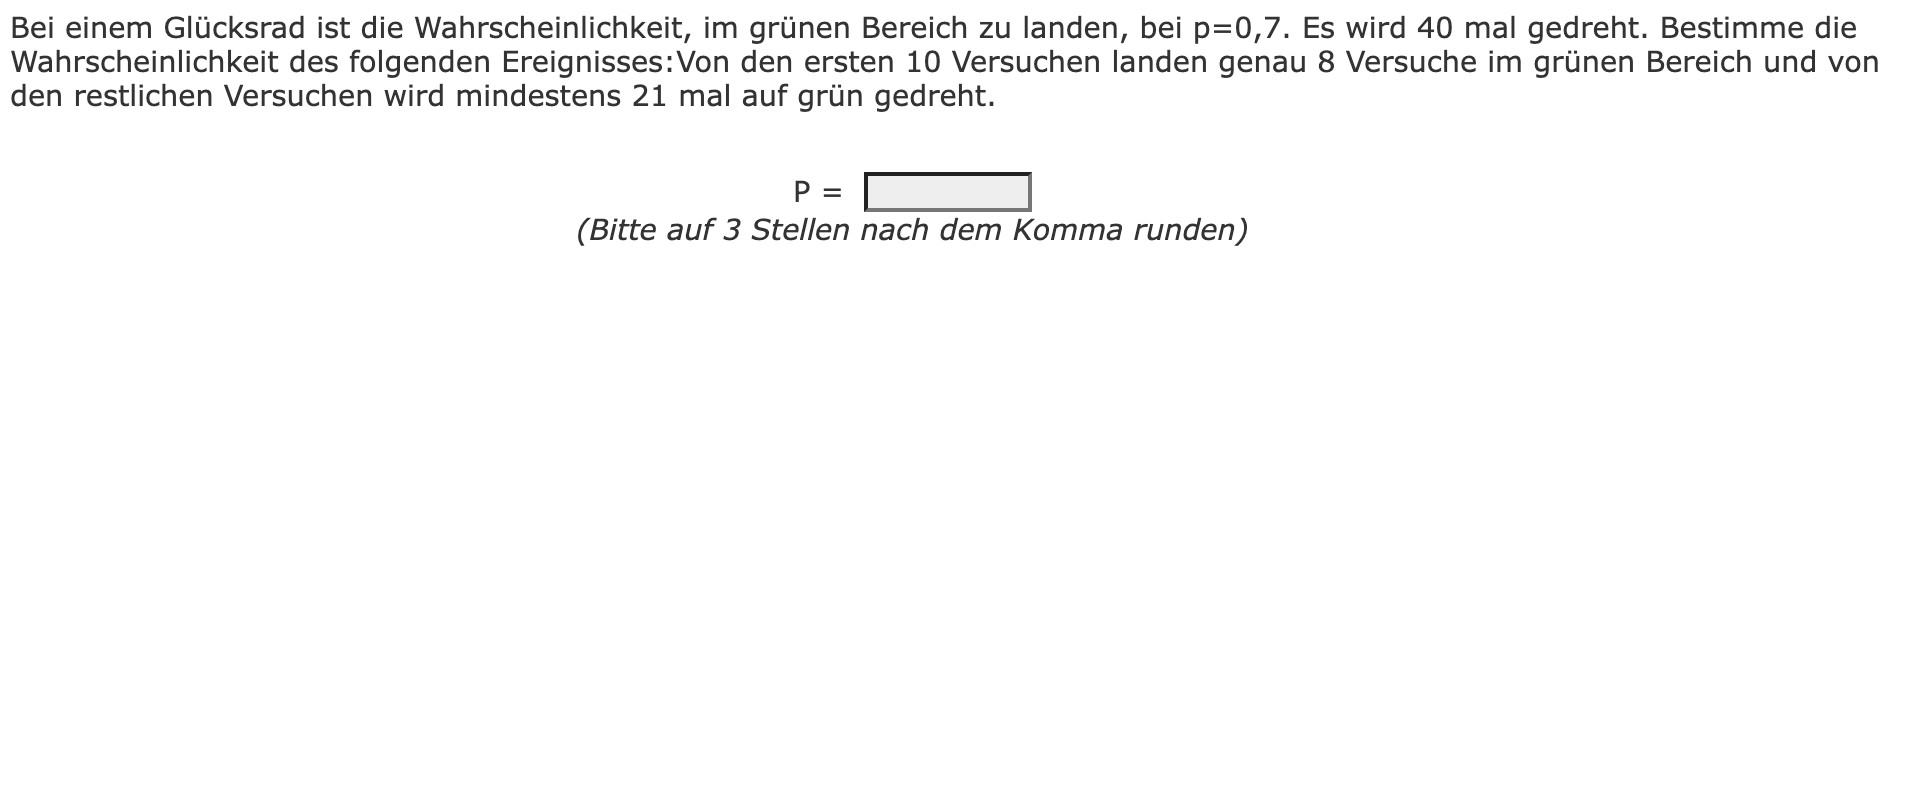 Bei einem Glücksrad ist die Wahrscheinlichkeit, im grünen Bereich zu landen, bei p=0,7. Es wird 40 mal gedreht. Bestimme die
Wahrscheinlichkeit des folgenden Ereignisses:Von den ersten 10 Versuchen landen genau 8 Versuche im grünen Bereich und von
den restlichen Versuchen wird mindestens 21 mal auf grün gedreht.
P =
(Bitte auf 3 Stellen nach dem Komma runden)